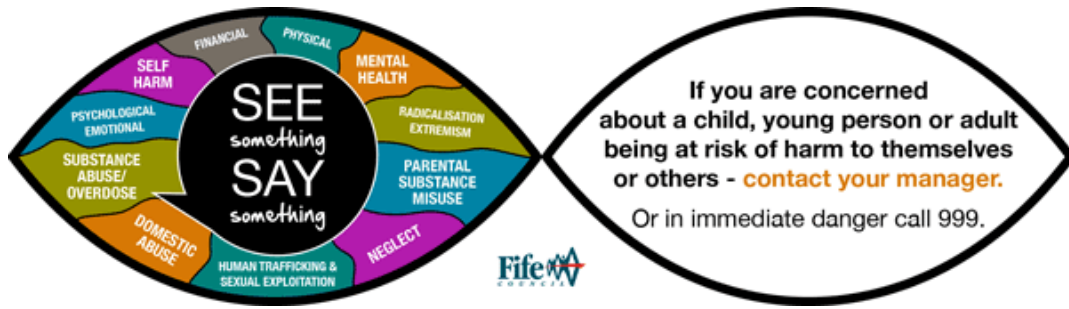 FINANCIAL
PHYSICAL
SELF
HARM
MENTAL
HEALTH
PSYCHOLOGICAL
EMOTIONAL
RADICALISATION
EXTREMISM
SUBSTANCE
ABUSE/
OVERDOSE
PARENTAL
SUBSTANCE
MISUSE
DOMESTIC
ABUSE
NEGLECT
HUMAN TRAFFICKING &
SEXUAL EXPLOITATION
SEE
something
SAY
something
Fife
COUNCIL
If you are concerned
about a child, young person or adult
being at risk of harm to themselves
or others - contact your manager.
Or in immediate danger call 999.